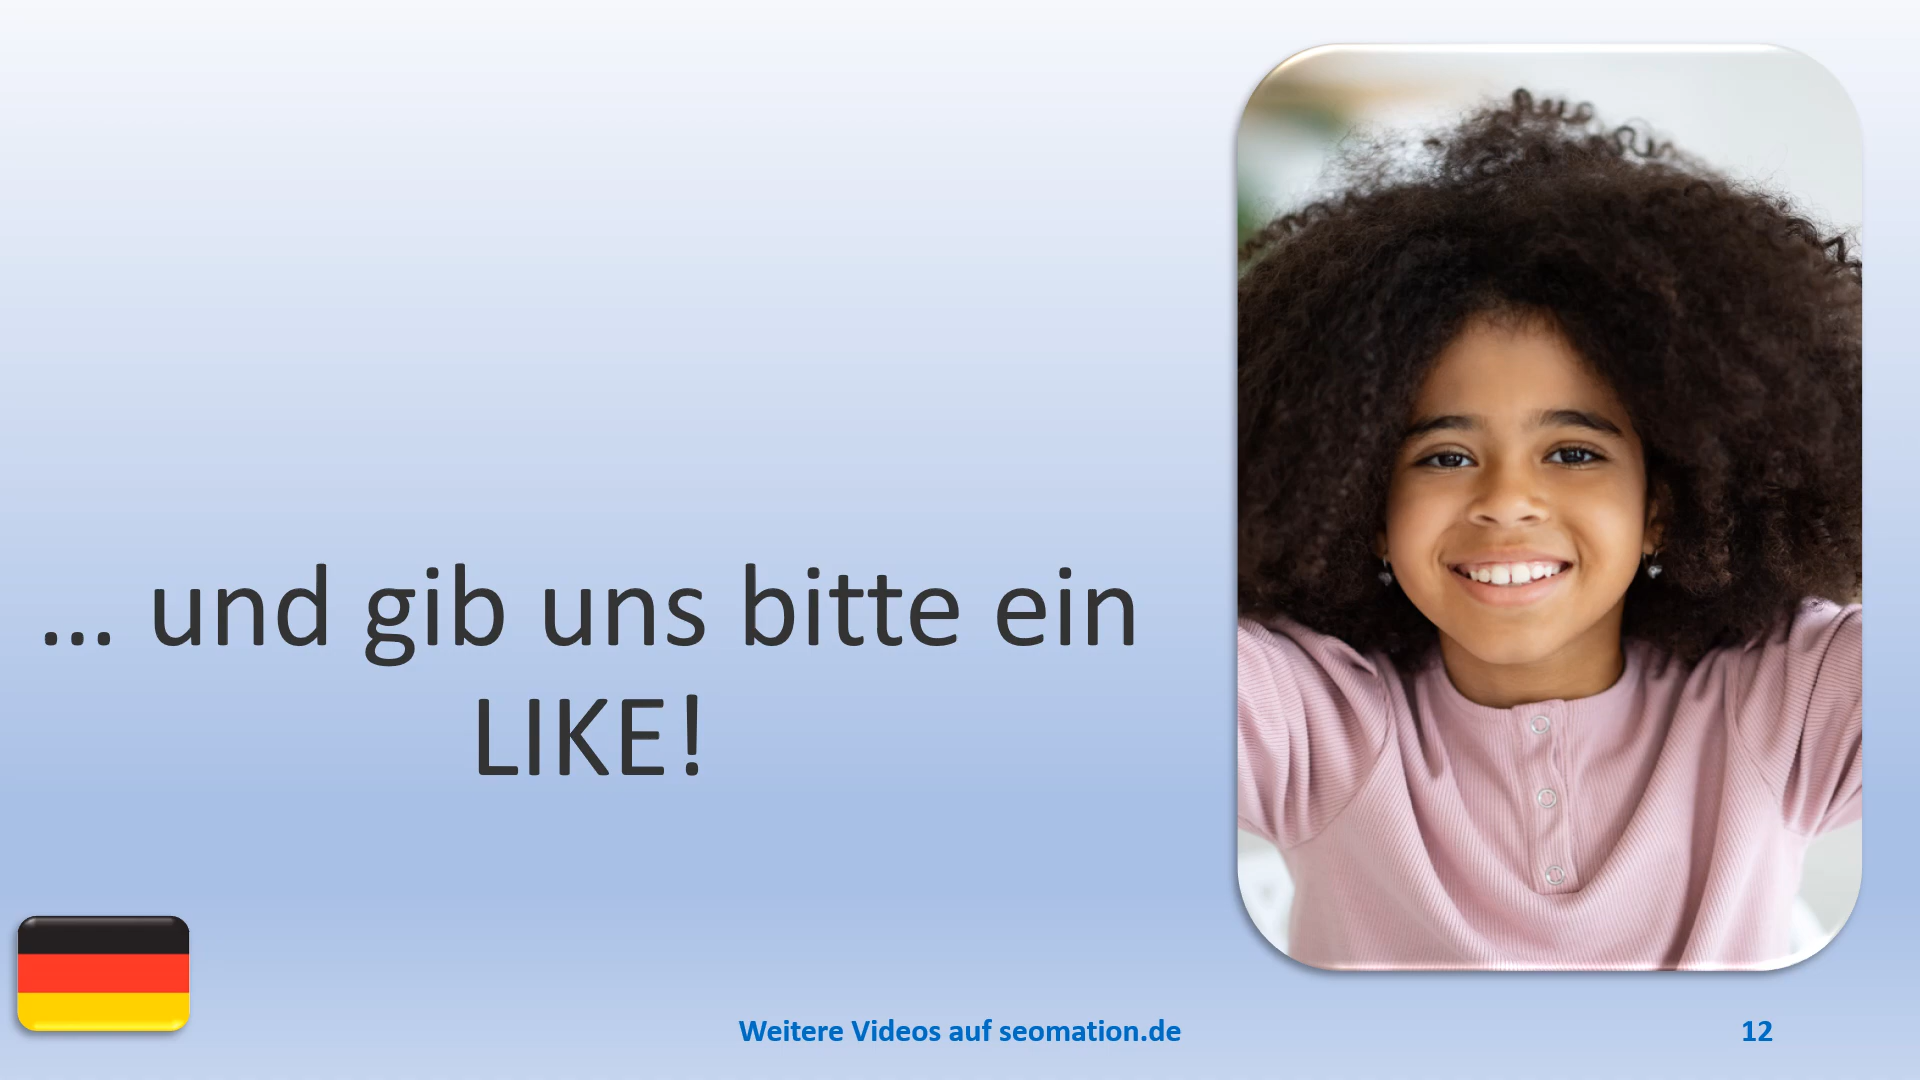 ... und gib uns bitte ein
LIKE!
Weitere Videos auf seomation.de
12